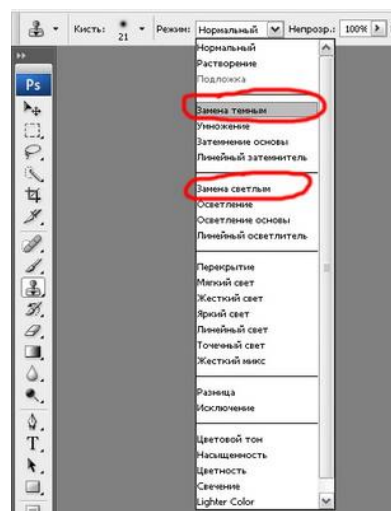 Кисть: 21 Режим: Нормальный Непрозр.: 100%
Ps
Нормальный
Растворение
Подложка
Замена темным
Умножение
Затемнение основы
Линейный затемнитель
Замена светлым
Осветление
Осветление основы
Линейный осветлитель
Перекрытие
Мягкий свет
Жесткий свет
Яркий свет
Линейный свет
Точечный свет
Жесткий микс
Разница
Исключение
Цветовой тон
Насыщенность
Цветность
Свечение
Lighter Color
T